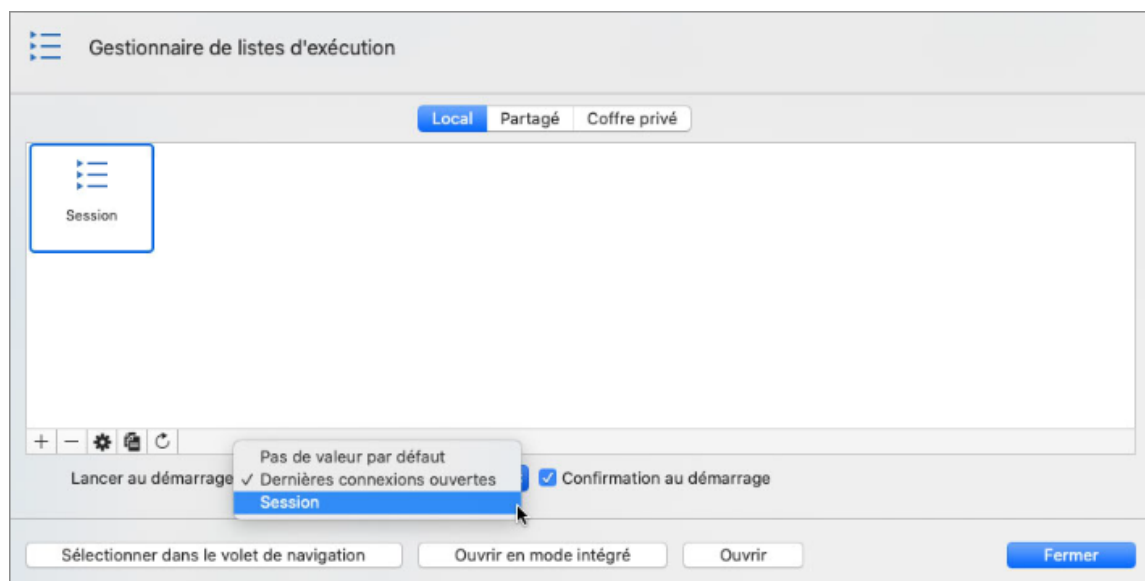 Gestionnaire de listes d'exécution
Local Partagé Coffre privé
Session
Pas de valeur par défaut
Lancer au démarrage ✓ Dernières connexions ouvertes Confirmation au démarrage
Session
Sélectionner dans le volet de navigation Ouvrir en mode intégré Ouvrir Fermer